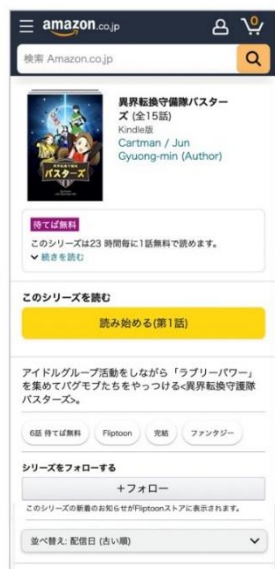 amazon.co.jp
0
検索 Amazon.co.jp
バスターズ
異界転換守備隊バスター
ズ (全15話)
Kindle版
Cartman / Jun
Gyuong-min (Author)
待てば無料
このシリーズは23 時間毎に1話無料で読めます。
続きを読む
このシリーズを読む
読み始める(第1話)
アイドルグループ活動をしながら「ラブリーパワー」
を集めてバグモブたちをやっつける<異界転換守護隊
バスターズ>。
6話 待てば無料
Fliptoon
完結
ファンタジー
シリーズをフォローする
+フォロー
このシリーズの新着のお知らせがFliptoonストアに表示されます。
並べ替え: 配信日 (古い順)